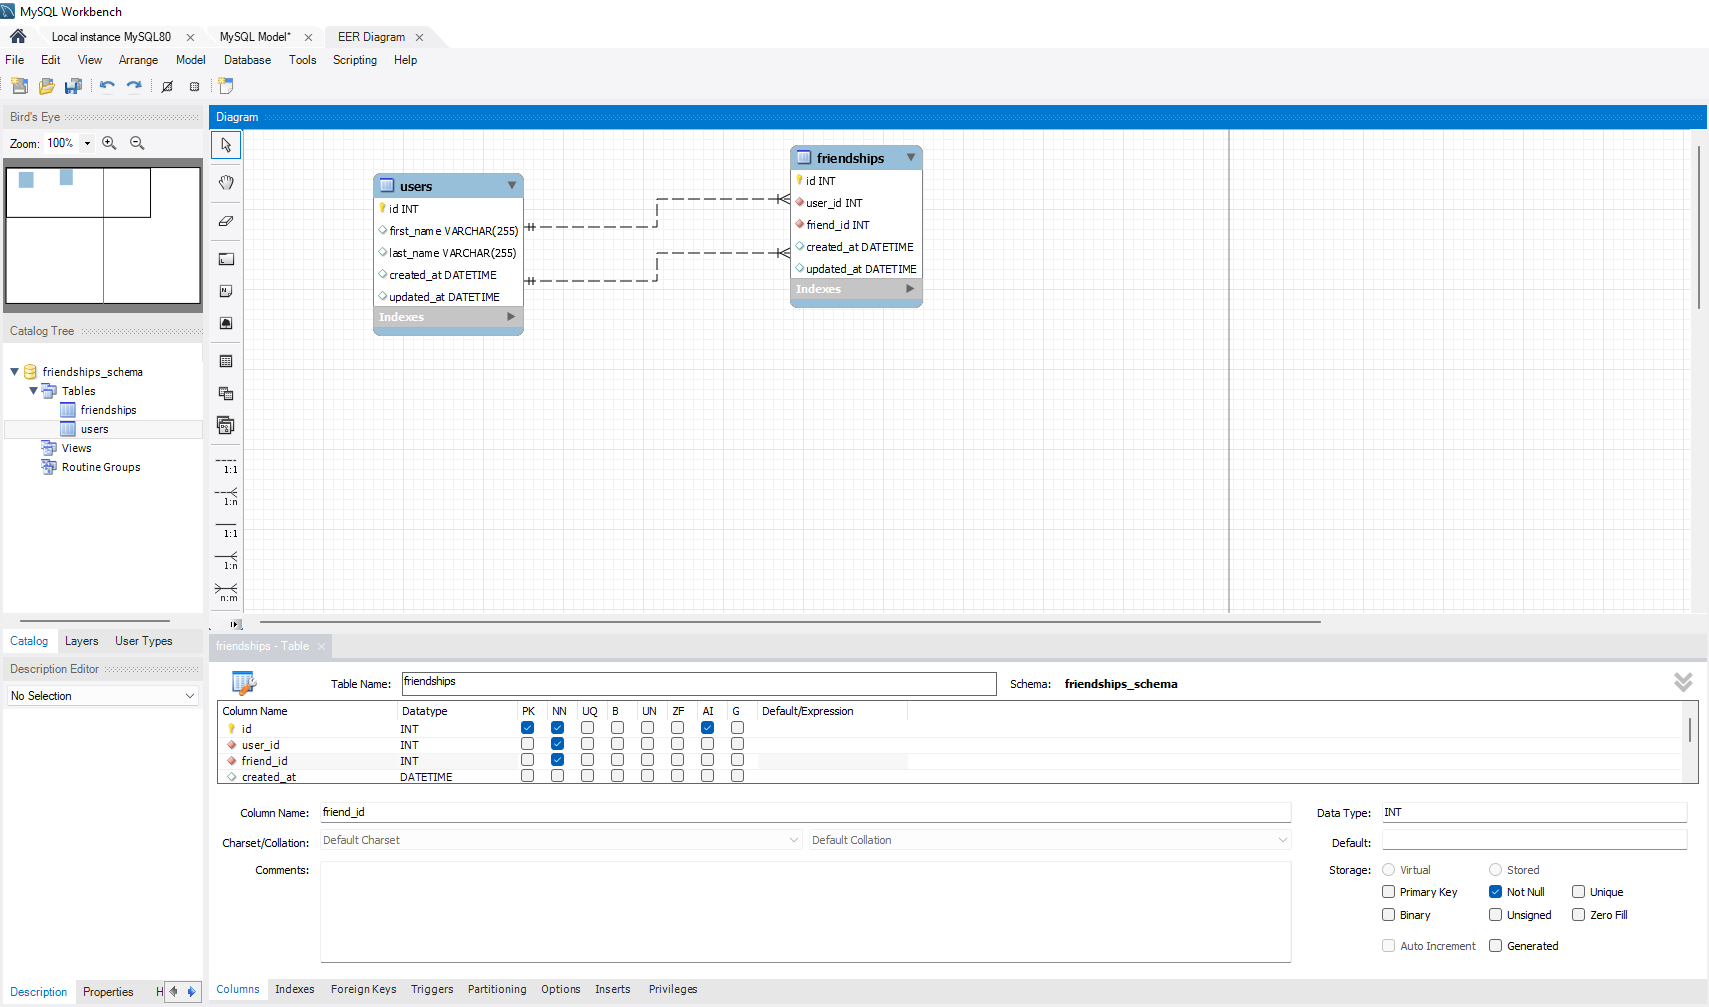 MySQL Workbench
Local instance MySQL80
MySQL Model*
EER Diagram
File Edit View Arrange Model Database Tools Scripting Help
Bird's Eye
Zoom: 100%
Diagram
users
id INT
first_name VARCHAR(255)
last_name VARCHAR(255)
created_at DATETIME
updated_at DATETIME
Indexes
friendships
id INT
user_id INT
friend_id INT
created_at DATETIME
updated_at DATETIME
Indexes
Catalog Tree
friendships_schema
Tables
friendships
users
Views
Routine Groups
1:1
1:n
1:1
1:n
n:m
Catalog Layers User Types
Description Editor
No Selection
Description Properties H
friendships - Table
Table Name: friendships Schema: friendships_schema
Column Name Datatype PK NN UQ B UN ZF AI G Default/Expression
id INT
user_id INT
friend_id INT
created_at DATETIME
Column Name: friend_id Data Type: INT
Charset/Collation: Default Charset Default Collation Default:
Comments: Storage: Virtual Stored
Primary Key Not Null Unique
Binary Unsigned Zero Fill
Auto Increment Generated
Columns Indexes Foreign Keys Triggers Partitioning Options Inserts Privileges